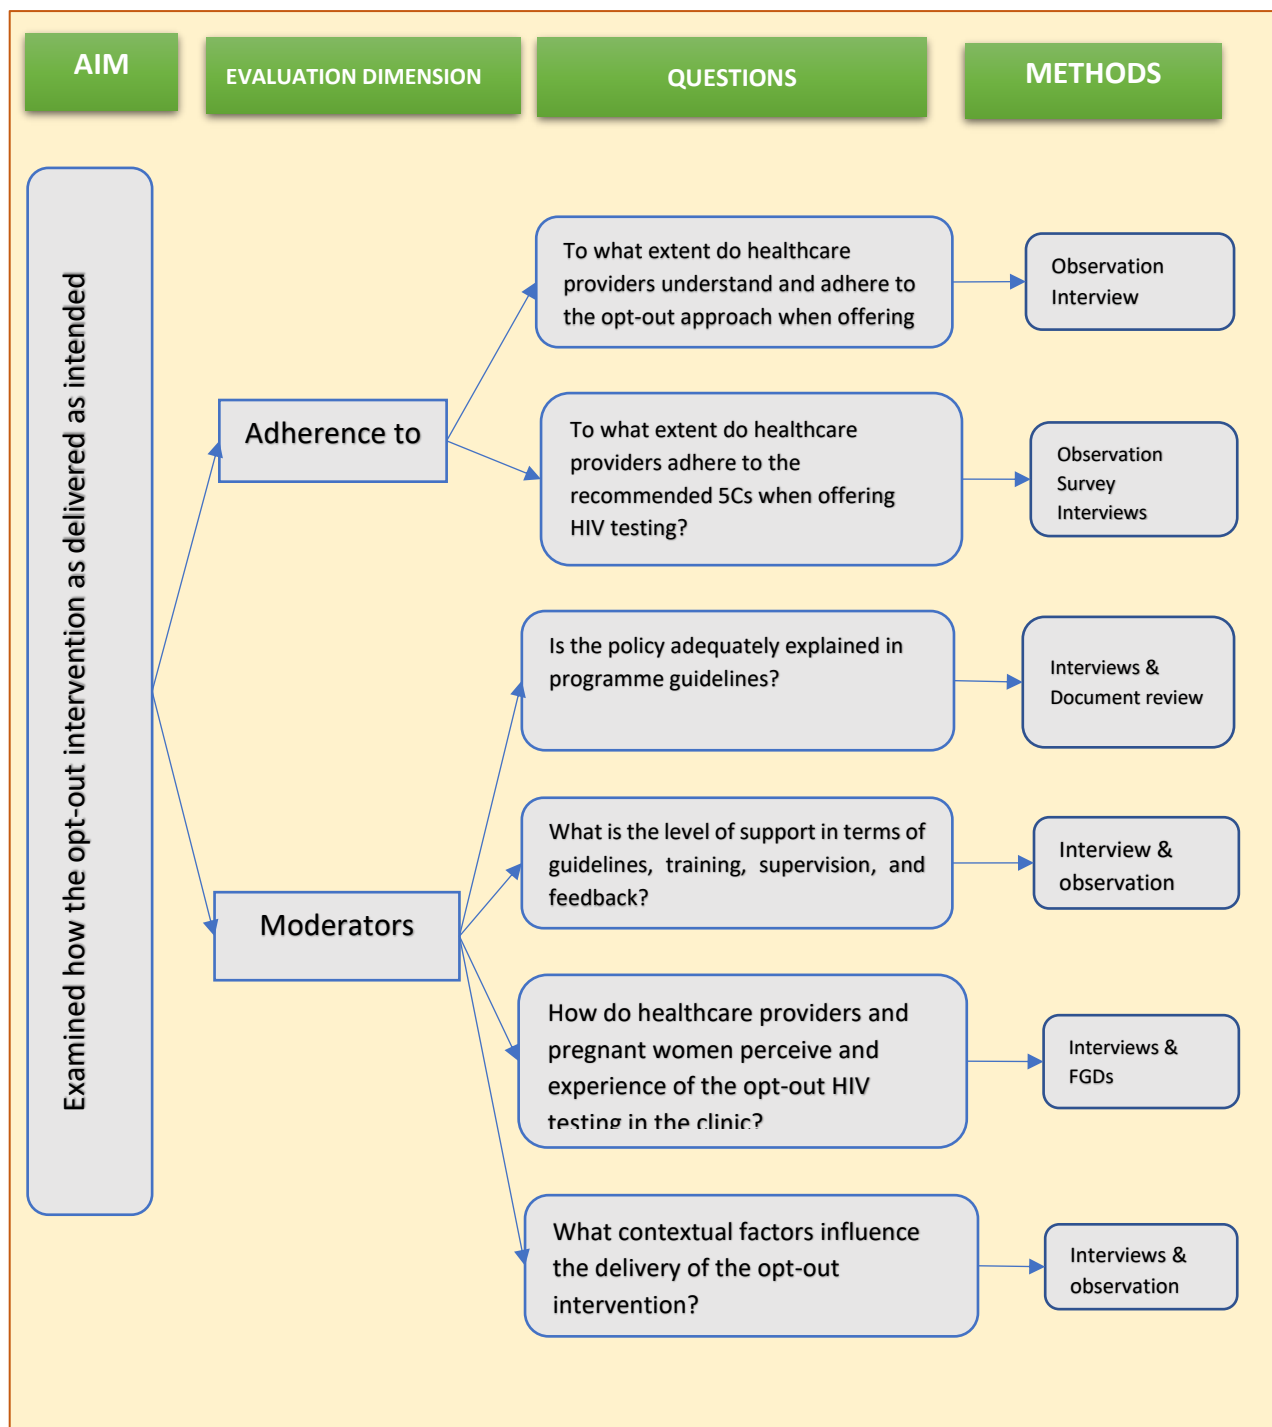 AIM
EVALUATION DIMENSION
QUESTIONS
METHODS
Examined how the opt-out intervention as delivered as intended
Adherence to
To what extent do healthcare
providers understand and adhere to
the opt-out approach when offering
Observation
Interview
To what extent do healthcare
providers adhere to the
recommended 5Cs when offering
HIV testing?
Observation
Survey
Interviews
Moderators
Is the policy adequately explained in
programme guidelines?
Interviews &
Document review
What is the level of support in terms of
guidelines, training, supervision, and
feedback?
Interview &
observation
How do healthcare providers and
pregnant women perceive and
experience of the opt-out HIV
testing in the clinic?
Interviews &
FGDs
What contextual factors influence
the delivery of the opt-out
intervention?
Interviews &
observation